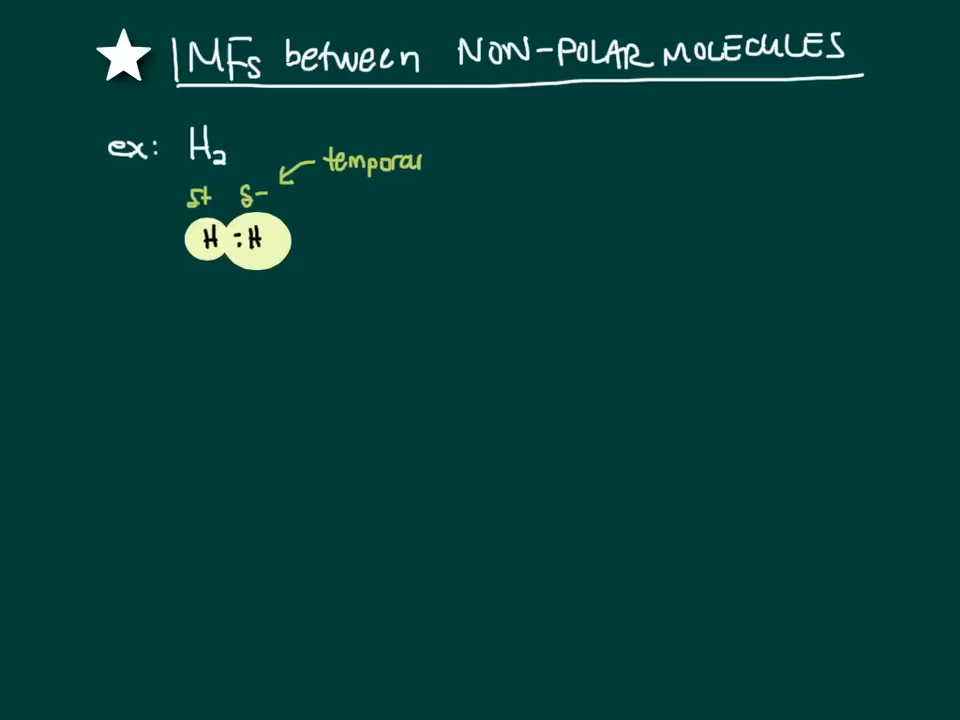 IMFs between NON-POLAR MOLECULES
ex: H₂
temporar
δ+ δ-
H :H